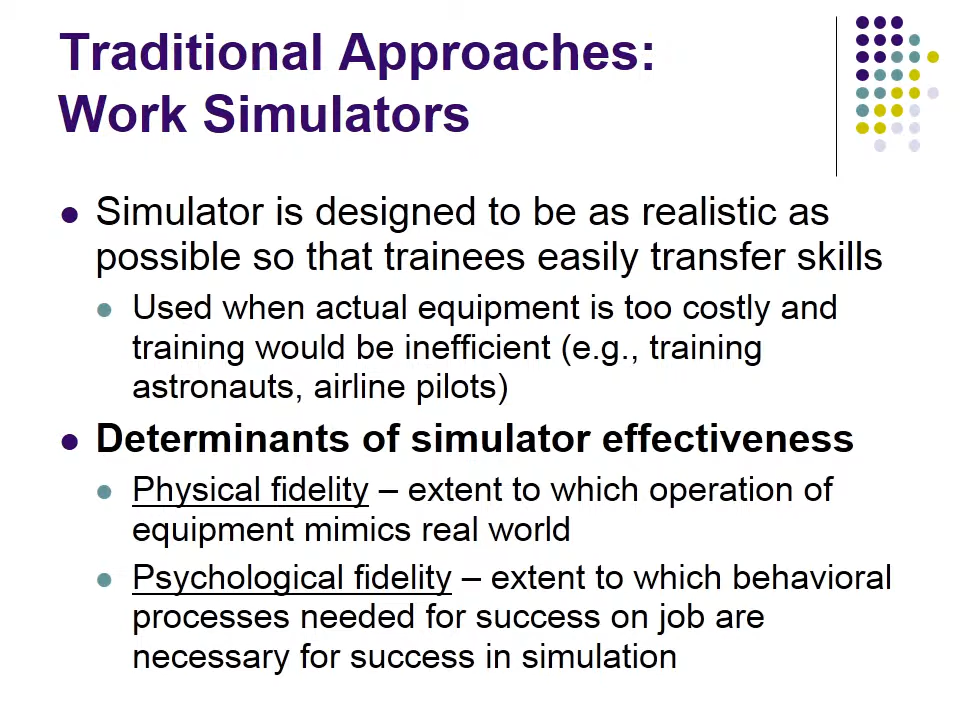 Traditional Approaches:
Work Simulators
Simulator is designed to be as realistic as
possible so that trainees easily transfer skills
Used when actual equipment is too costly and
training would be inefficient (e.g., training
astronauts, airline pilots)
Determinants of simulator effectiveness
Physical fidelity – extent to which operation of
equipment mimics real world
Psychological fidelity – extent to which behavioral
processes needed for success on job are
necessary for success in simulation